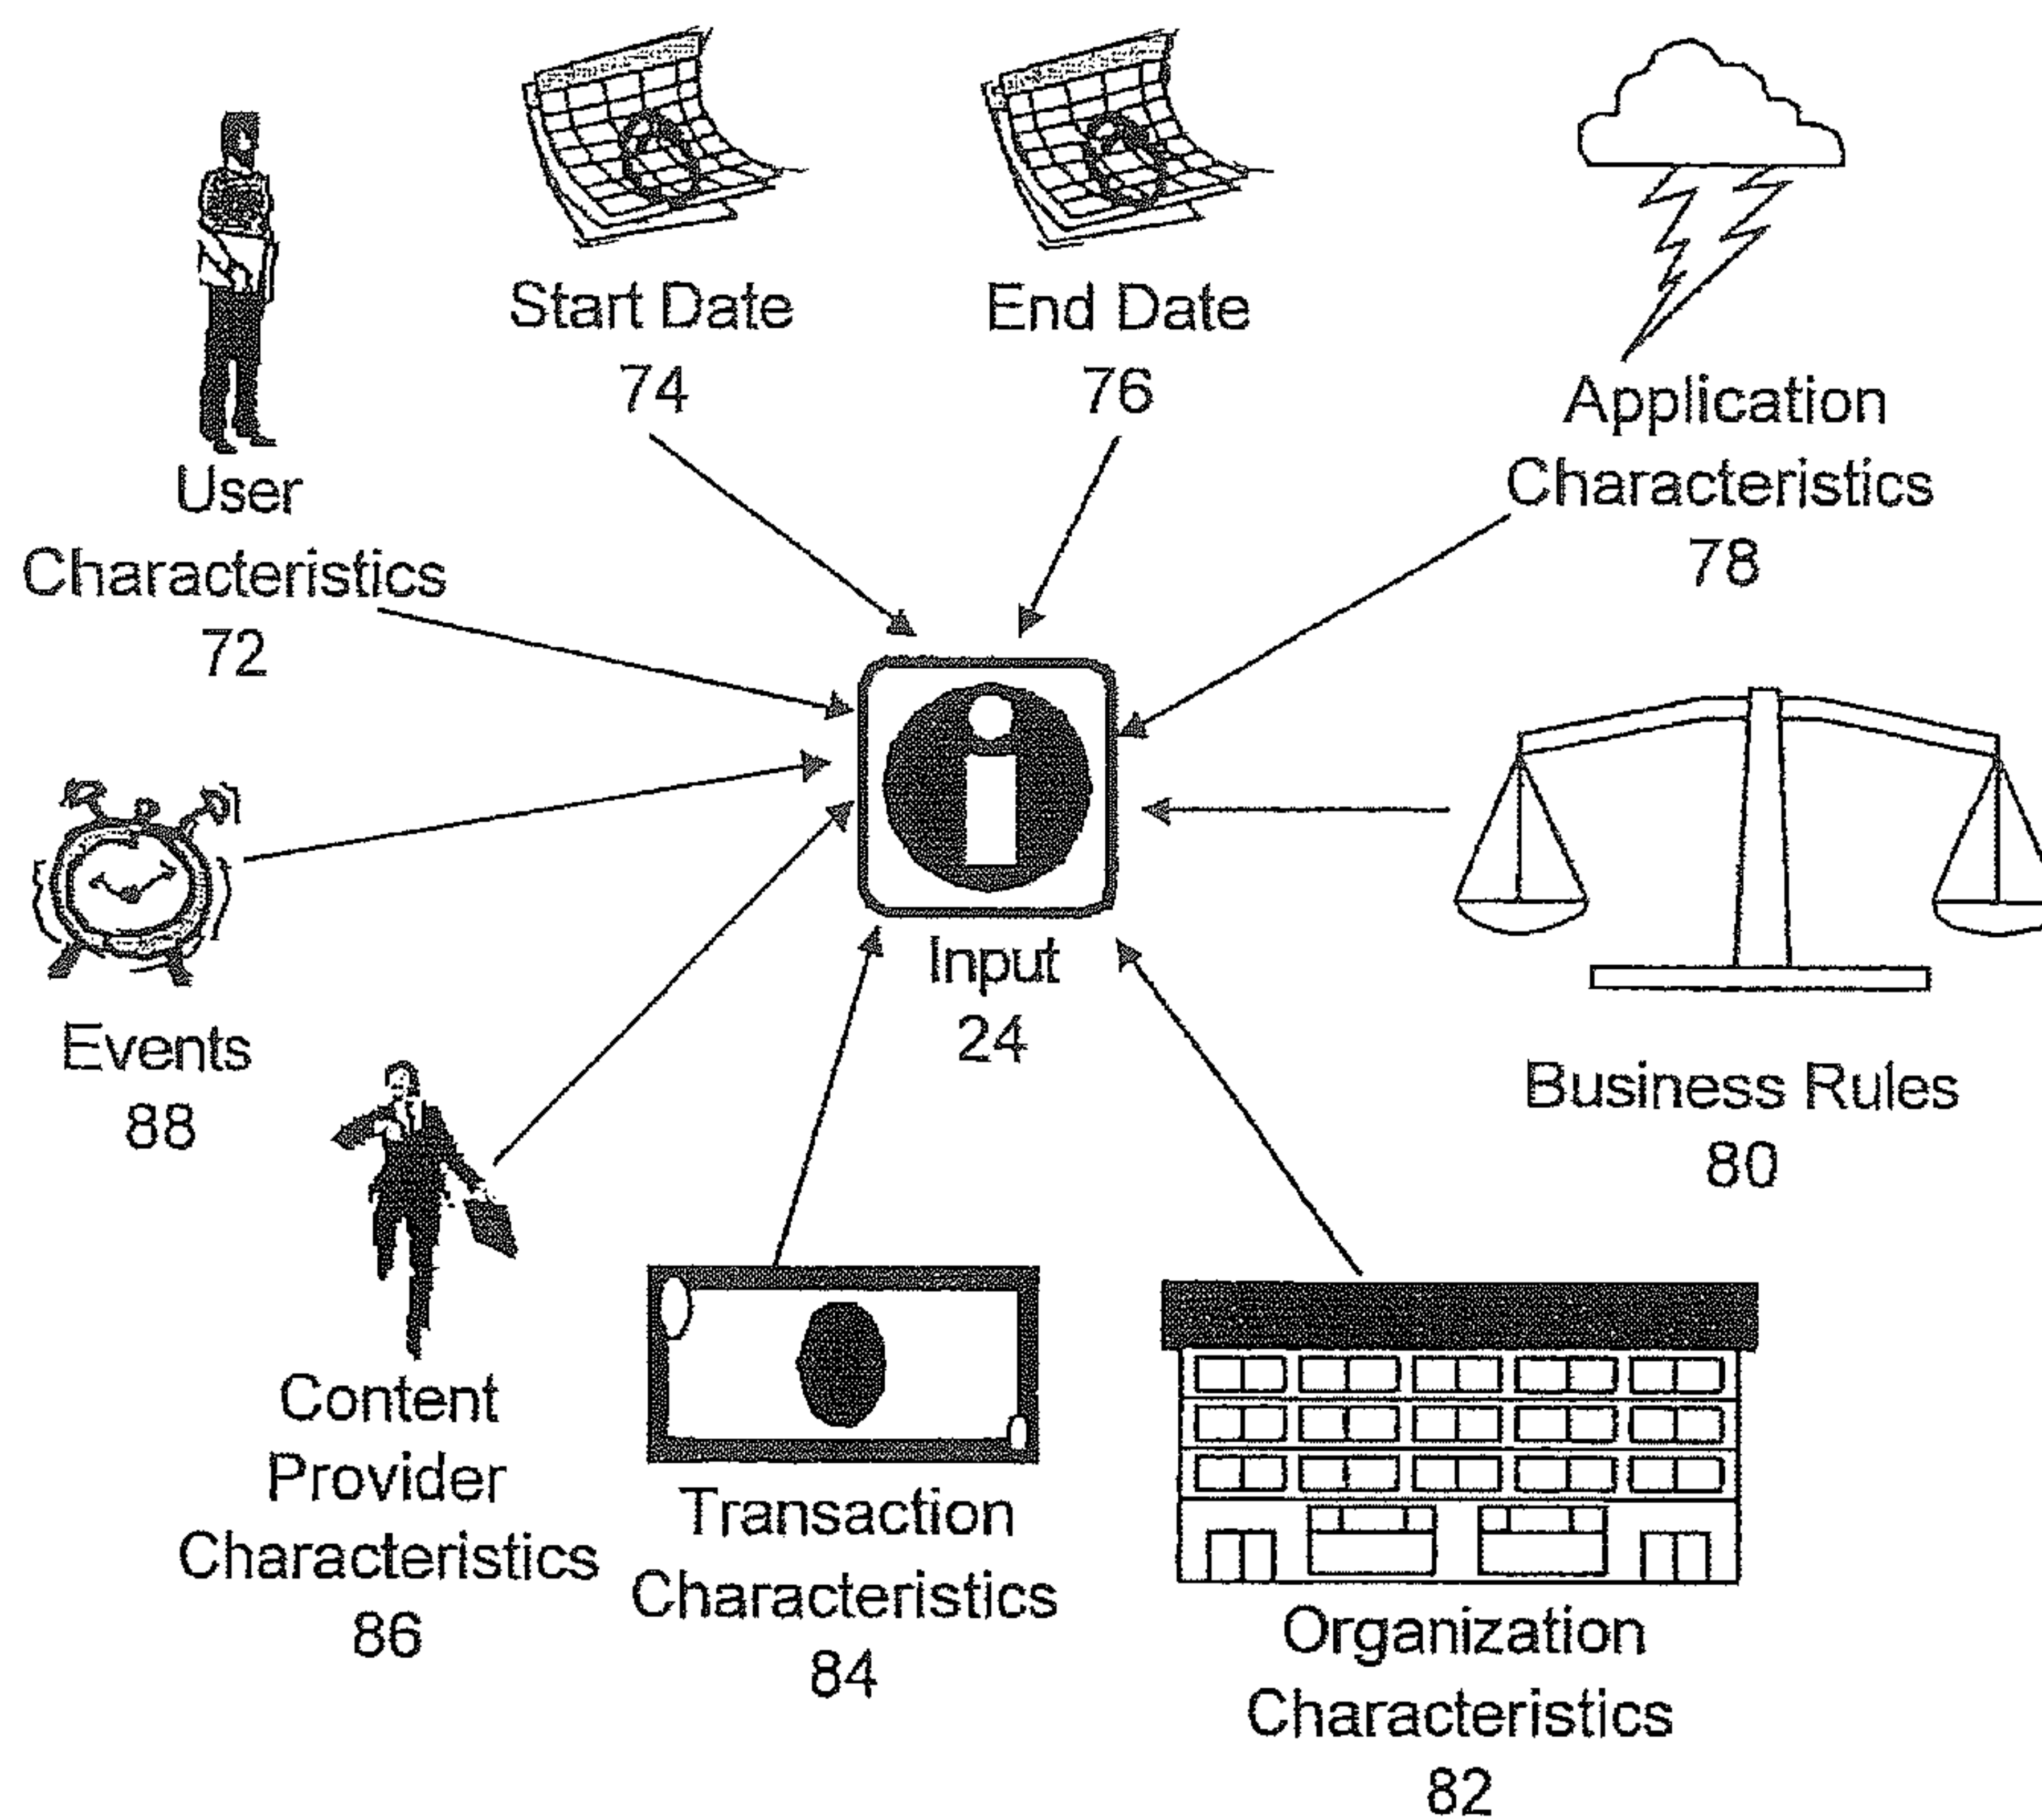 Start Date
74
End Date
76
Application
Characteristics
78
User
Characteristics
72
Input
24
Events
88
Business Rules
80
Content
Provider
Characteristics
86
Transaction
Characteristics
84
Organization
Characteristics
82